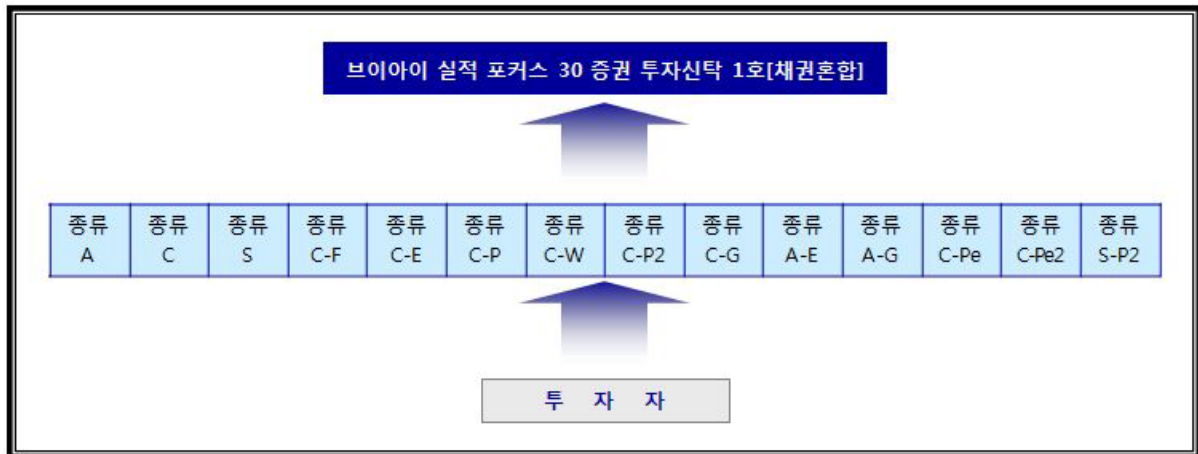 브이아이 실적 포커스 30 증권 투자신탁 1호[채권혼합]
종류 종류 종류 종류 종류 종류 종류 종류 종류 종류 종류 종류 종류 종류
A C S C-F C-E C-P C-W C-P2 C-G A-E A-G C-Pe C-Pe2 S-P2
투 자 자